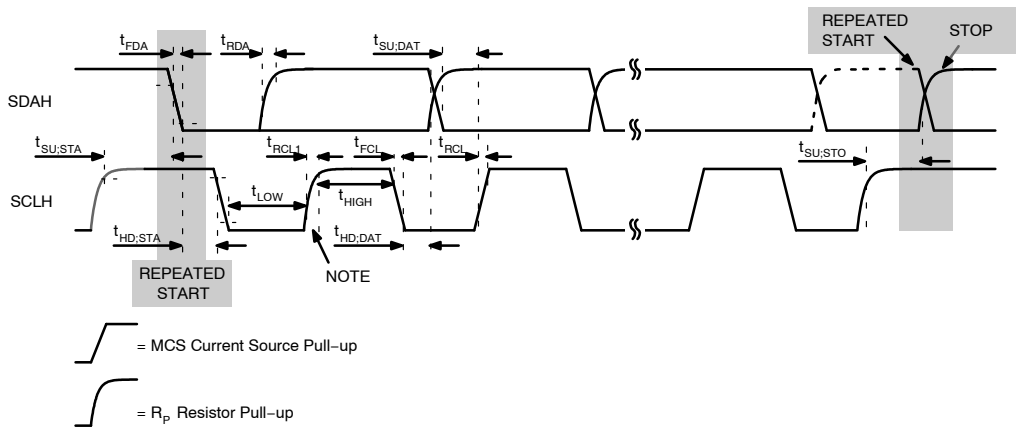 REPEATED
START
STOP
tFDA
tRDA
tSU;DAT
SDAH
tSU;STA
tRCL1
tFCL
tRCL
tSU;STO
SCLH
tLOW
tHIGH
tHD;STA
tHD;DAT
REPEATED
START
NOTE
= MCS Current Source Pull−up
= RP Resistor Pull−up